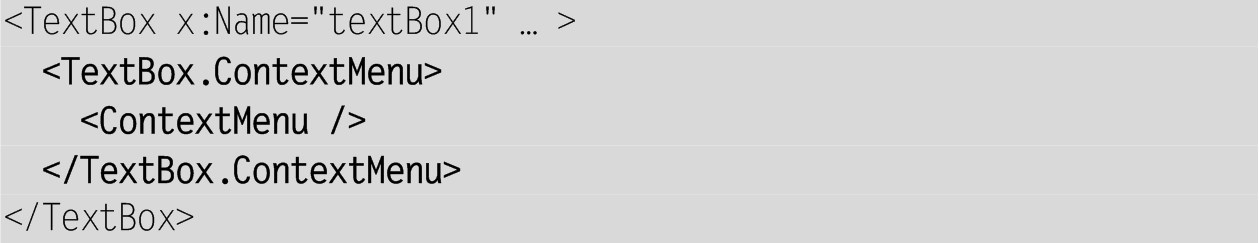 <TextBox x:Name="textBox1" … >
  <TextBox.ContextMenu>
    <ContextMenu />
  </TextBox.ContextMenu>
</TextBox>